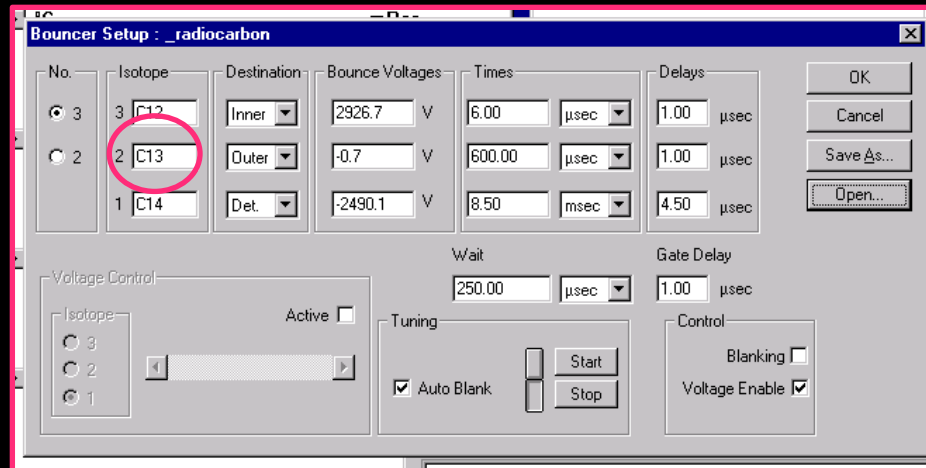 Bouncer Setup : _radiocarbon
No. Isotope Destination Bounce Voltages Times Delays
3 3 C12 Inner 2926.7 V 6.00 µsec 1.00 µsec OK
Cancel
2 2 C13 Outer -0.7 V 600.00 µsec 1.00 µsec Save As...
1 C14 Det. -2490.1 V 8.50 msec 4.50 µsec Open...
Wait Gate Delay
250.00 µsec 1.00 µsec
Voltage Control
Isotope Active Tuning Control
3
2
1
Start Blanking
Auto Blank Stop Voltage Enable